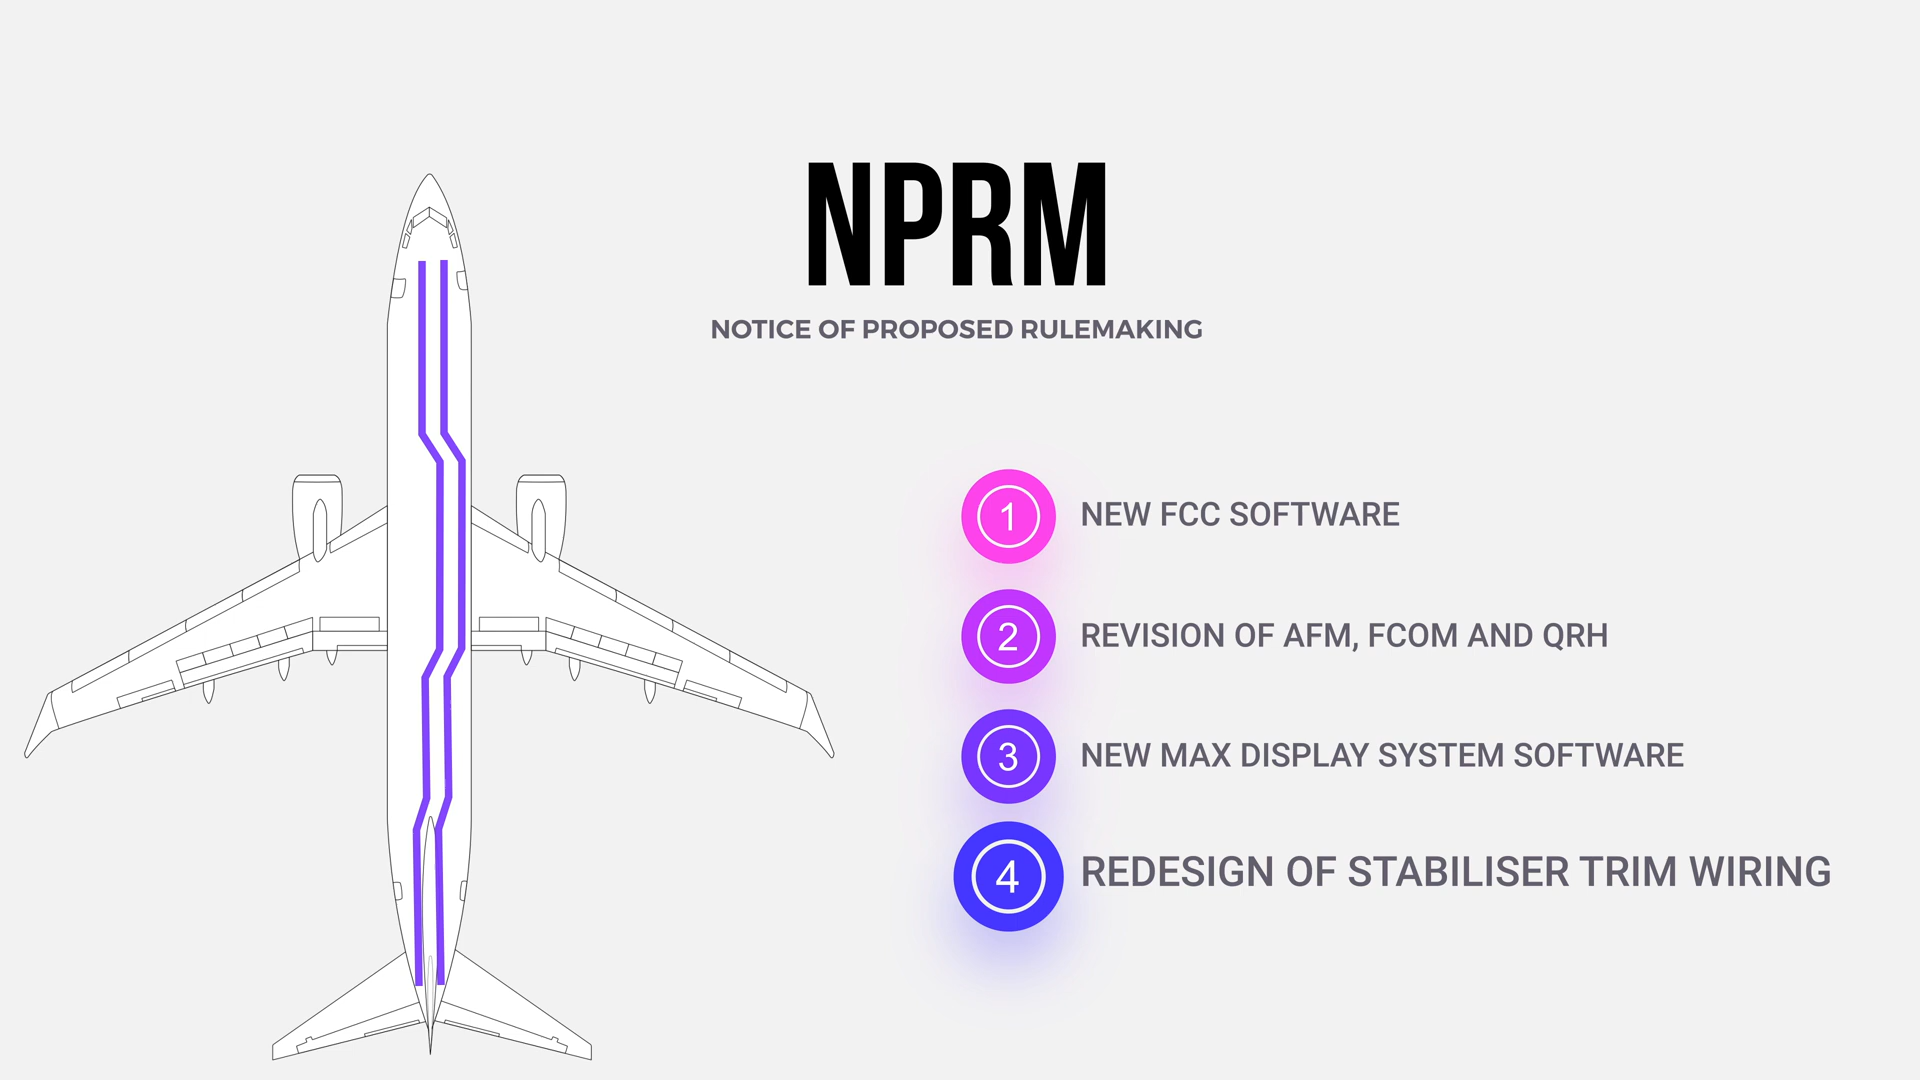 NPRM
NOTICE OF PROPOSED RULEMAKING
1 NEW FCC SOFTWARE
2 REVISION OF AFM, FCOM AND QRH
3 NEW MAX DISPLAY SYSTEM SOFTWARE
4 REDESIGN OF STABILISER TRIM WIRING